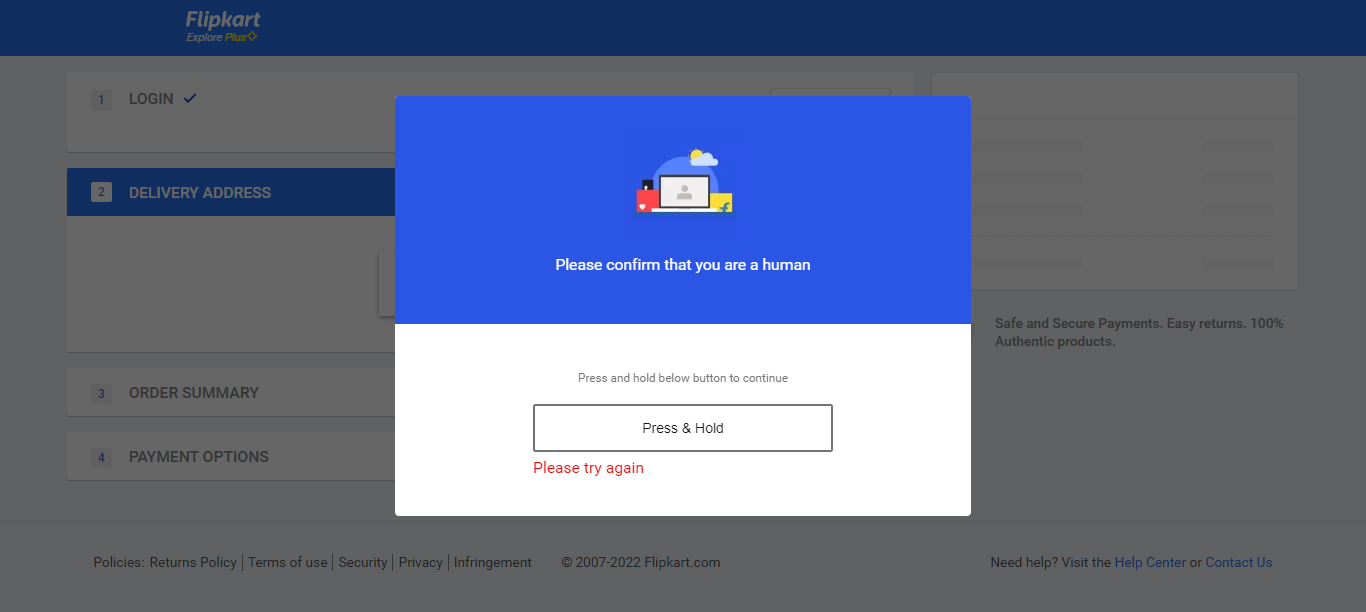 Flipkart
Explore Plus
1 LOGIN
2 DELIVERY ADDRESS
Please confirm that you are a human
Press and hold below button to continue
Press & Hold
Please try again
3 ORDER SUMMARY
4 PAYMENT OPTIONS
Safe and Secure Payments. Easy returns. 100%
Authentic products.
Policies: Returns Policy | Terms of use | Security | Privacy | Infringement © 2007-2022 Flipkart.com Need help? Visit the Help Center or Contact Us